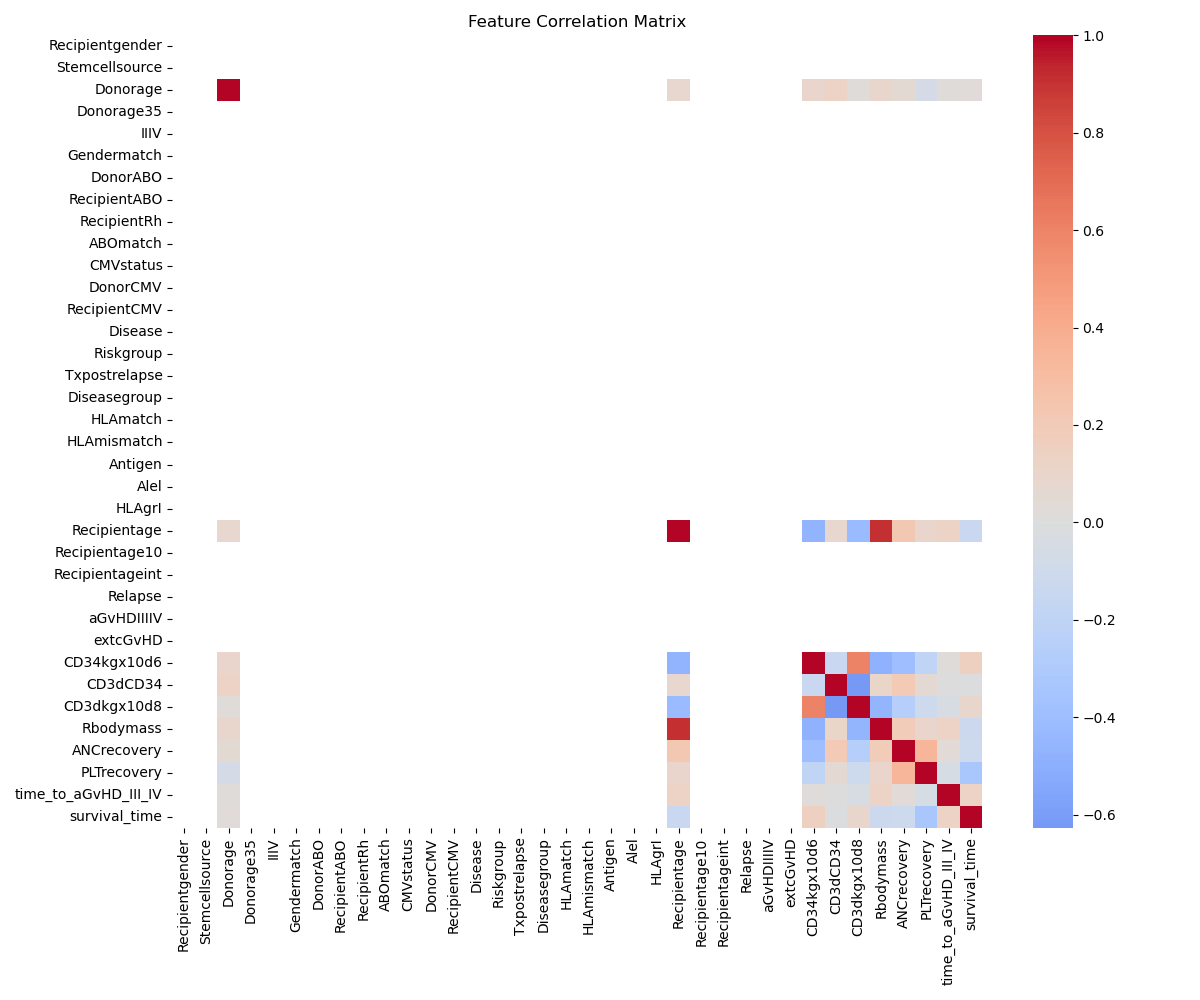 Feature Correlation Matrix
Recipientgender
Stemcellsource
Donorage
Donorage35
IIIV
Gendermatch
DonorABO
RecipientABO
RecipientRh
ABOmatch
CMVstatus
DonorCMV
RecipientCMV
Disease
Riskgroup
Txpostrelapse
Diseasegroup
HLAmatch
HLAmismatch
Antigen
Alel
HLAgrI
Recipientage
Recipientage10
Recipientageint
Relapse
aGvHDIIIIV
extcGvHD
CD34kgx10d6
CD3dCD34
CD3dkgx10d8
Rbodymass
ANCrecovery
PLTrecovery
time_to_aGvHD_III_IV
survival_time
Recipientgender
Stemcellsource
Donorage
Donorage35
IIIV
Gendermatch
DonorABO
RecipientABO
RecipientRh
ABOmatch
CMVstatus
DonorCMV
RecipientCMV
Disease
Riskgroup
Txpostrelapse
Diseasegroup
HLAmatch
HLAmismatch
Antigen
Alel
HLAgrI
Recipientage
Recipientage10
Recipientageint
Relapse
aGvHDIIIIV
extcGvHD
CD34kgx10d6
CD3dCD34
CD3dkgx10d8
Rbodymass
ANCrecovery
PLTrecovery
time_to_aGvHD_III_IV
survival_time
1.0
0.8
0.6
0.4
0.2
0.0
−0.2
−0.4
−0.6